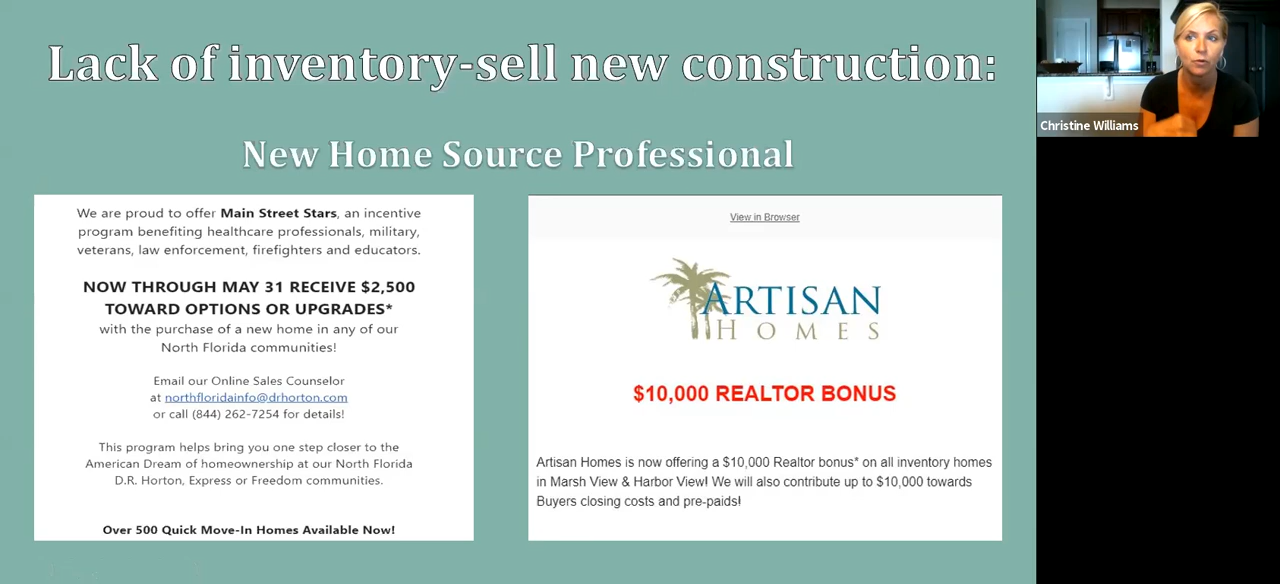 Lack of inventory-sell new construction:
New Home Source Professional
We are proud to offer Main Street Stars, an incentive
program benefiting healthcare professionals, military,
veterans, law enforcement, firefighters and educators.
NOW THROUGH MAY 31 RECEIVE $2,500
TOWARD OPTIONS OR UPGRADES*
with the purchase of a new home in any of our
North Florida communities!
Email our Online Sales Counselor
at northfloridainfo@drhorton.com
or call (844) 262-7254 for details!
This program helps bring you one step closer to the
American Dream of homeownership at our North Florida
D.R. Horton, Express or Freedom communities.
Over 500 Quick Move-In Homes Available Now!
View in Browser
ARTISAN
HOMES
$10,000 REALTOR BONUS
Artisan Homes is now offering a $10,000 Realtor bonus* on all inventory homes
in Marsh View & Harbor View! We will also contribute up to $10,000 towards
Buyers closing costs and pre-paids!
Christine Williams